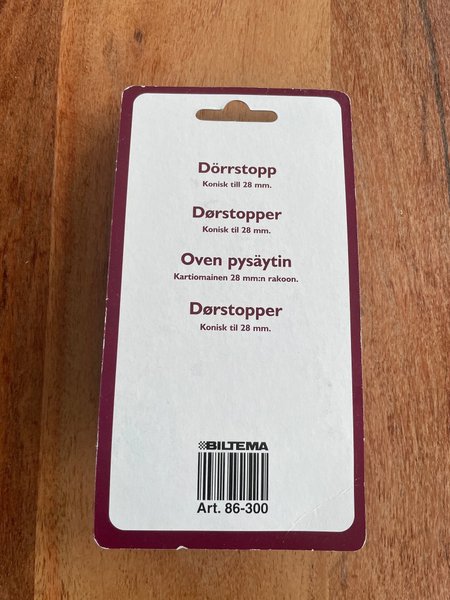 Dörrstopp
Konisk till 28 mm.
Dørstopper
Konisk til 28 mm.
Oven pysäytin
Kartiomainen 28 mm:n rakoon.
Dørstopper
Konisk til 28 mm.
BILTEMA
Art. 86-300